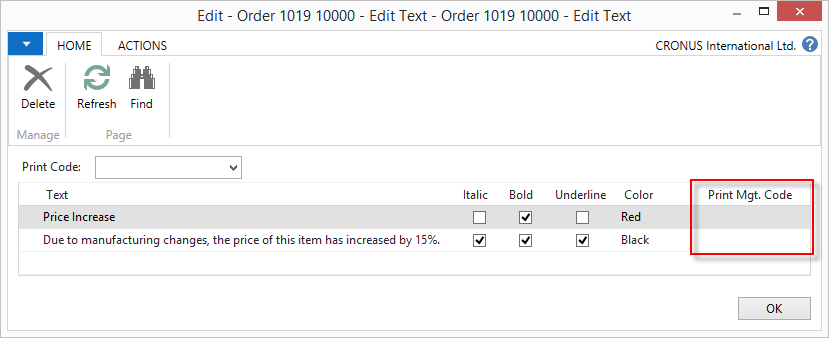 Edit - Order 1019 10000 - Edit Text - Order 1019 10000 - Edit Text
HOME ACTIONS CRONUS International Ltd. ?
Delete Refresh Find
Manage Page
Print Code:
Text Italic Bold Underline Color Print Mgt. Code
Price Increase Red
Due to manufacturing changes, the price of this item has increased by 15%. Black
OK